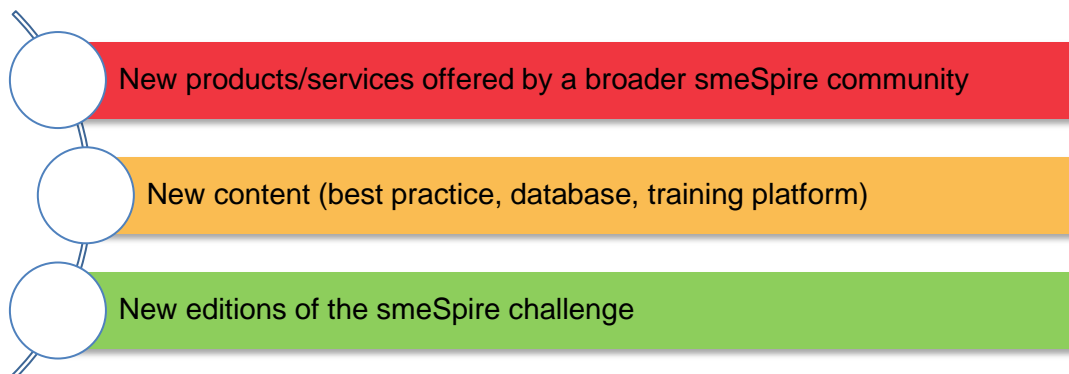 New products/services offered by a broader smeSpire community
New content (best practice, database, training platform)
New editions of the smeSpire challenge